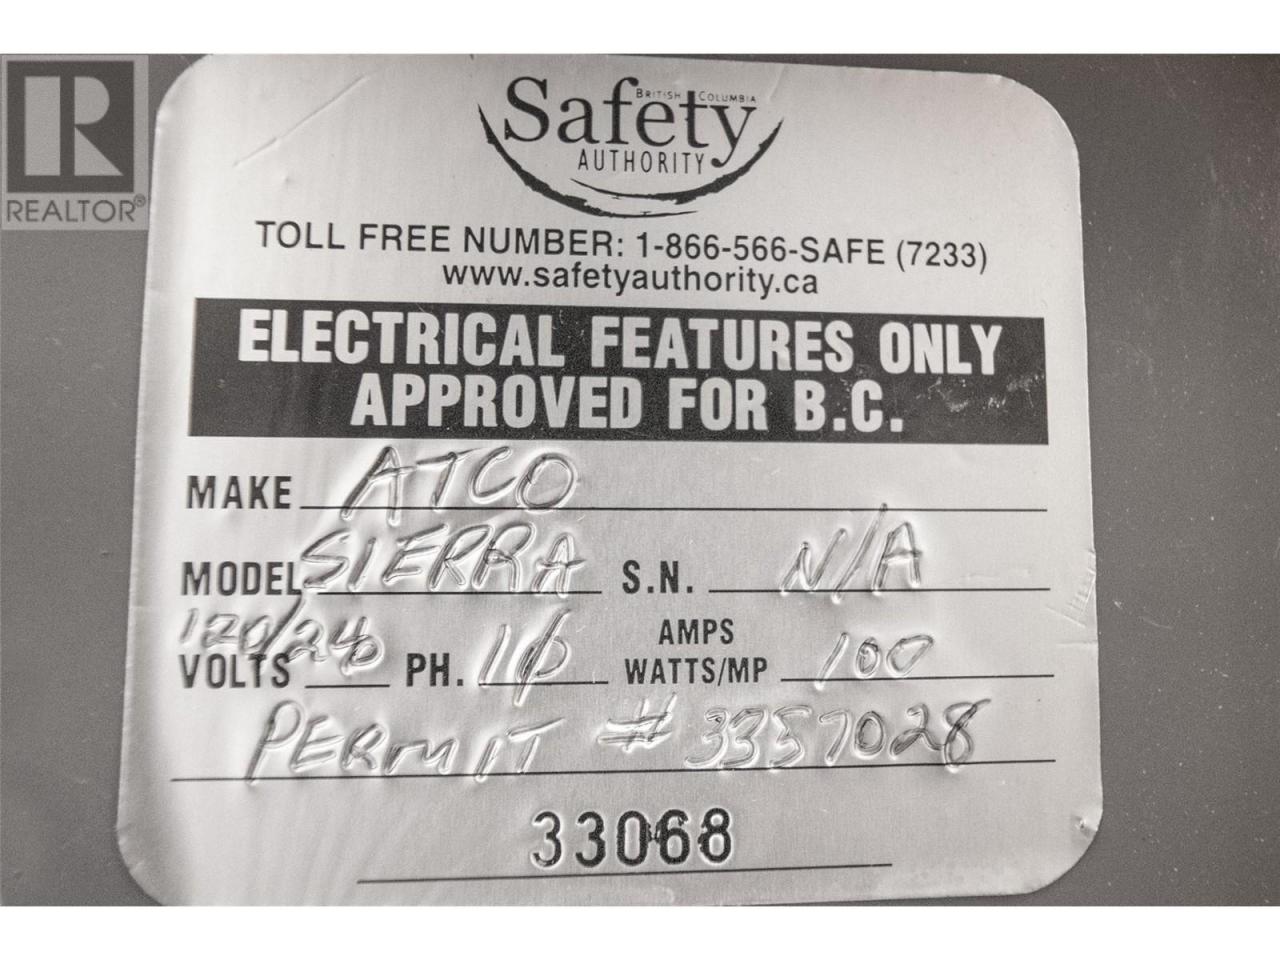 REALTOR®
BRITISH COLUMBIA
Safety
AUTHORITY
TOLL FREE NUMBER: 1-866-566-SAFE (7233)
www.safetyauthority.ca
ELECTRICAL FEATURES ONLY
APPROVED FOR B.C.
MAKE ATCO
MODEL SIERRA S.N. N/A
120/240
VOLTS PH. 1ϕ AMPS WATTS/MP 100
PERMIT # 3357028
33068